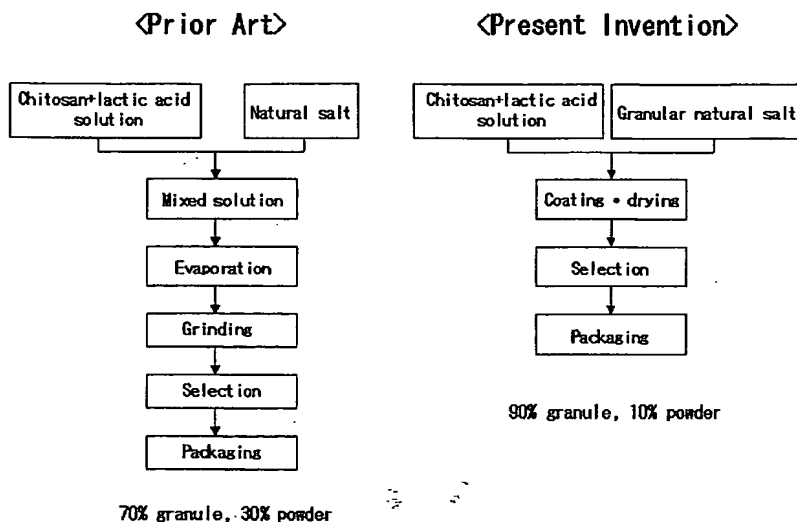 <Prior Art>
Chitosan+lactic acid
solution
Natural salt
Mixed solution
Evaporation
Grinding
Selection
Packaging
70% granule, 30% powder
<Present Invention>
Chitosan+lactic acid
solution
Granular natural salt
Coating • drying
Selection
Packaging
90% granule, 10% powder